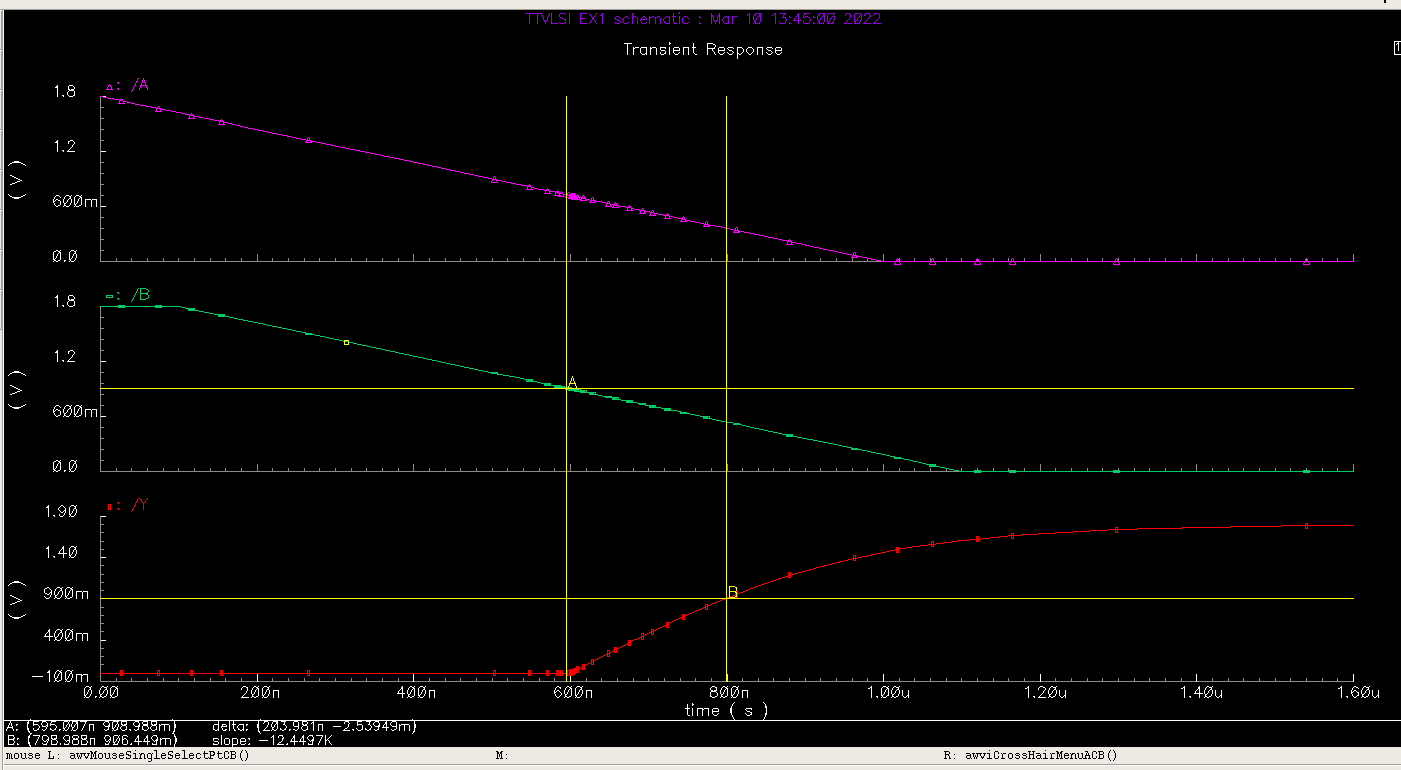 TTVLSI EX1 schematic : Mar 10 13:45:00 2022
Transient Response
1
△: /A
1.8
1.2
600m
0.0
(V)
-: /B
1.8
1.2
600m
0.0
(V)
A
▯: /Y
1.90
1.40
900m
400m
-100m
(V)
B
0.00 200n 400n 600n 800n 1.00u 1.20u 1.40u 1.60u
time ( s )
A: (595.007n 908.988m) delta: (203.981n -2.53949m)
B: (798.988n 906.449m) slope: -12.4497K
mouse L: awvMouseSingleSelectPtCB() M: R: awviCrossHairMenuACB()